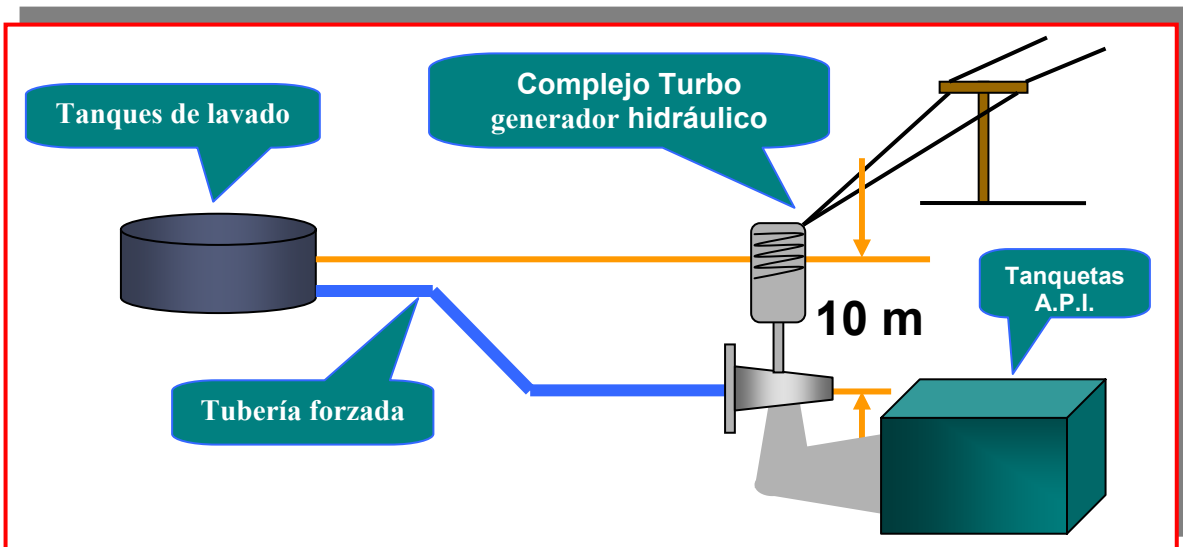 Tanques de lavado
Complejo Turbo
generador hidráulico
Tanquetas
A.P.I.
10 m
Tubería forzada